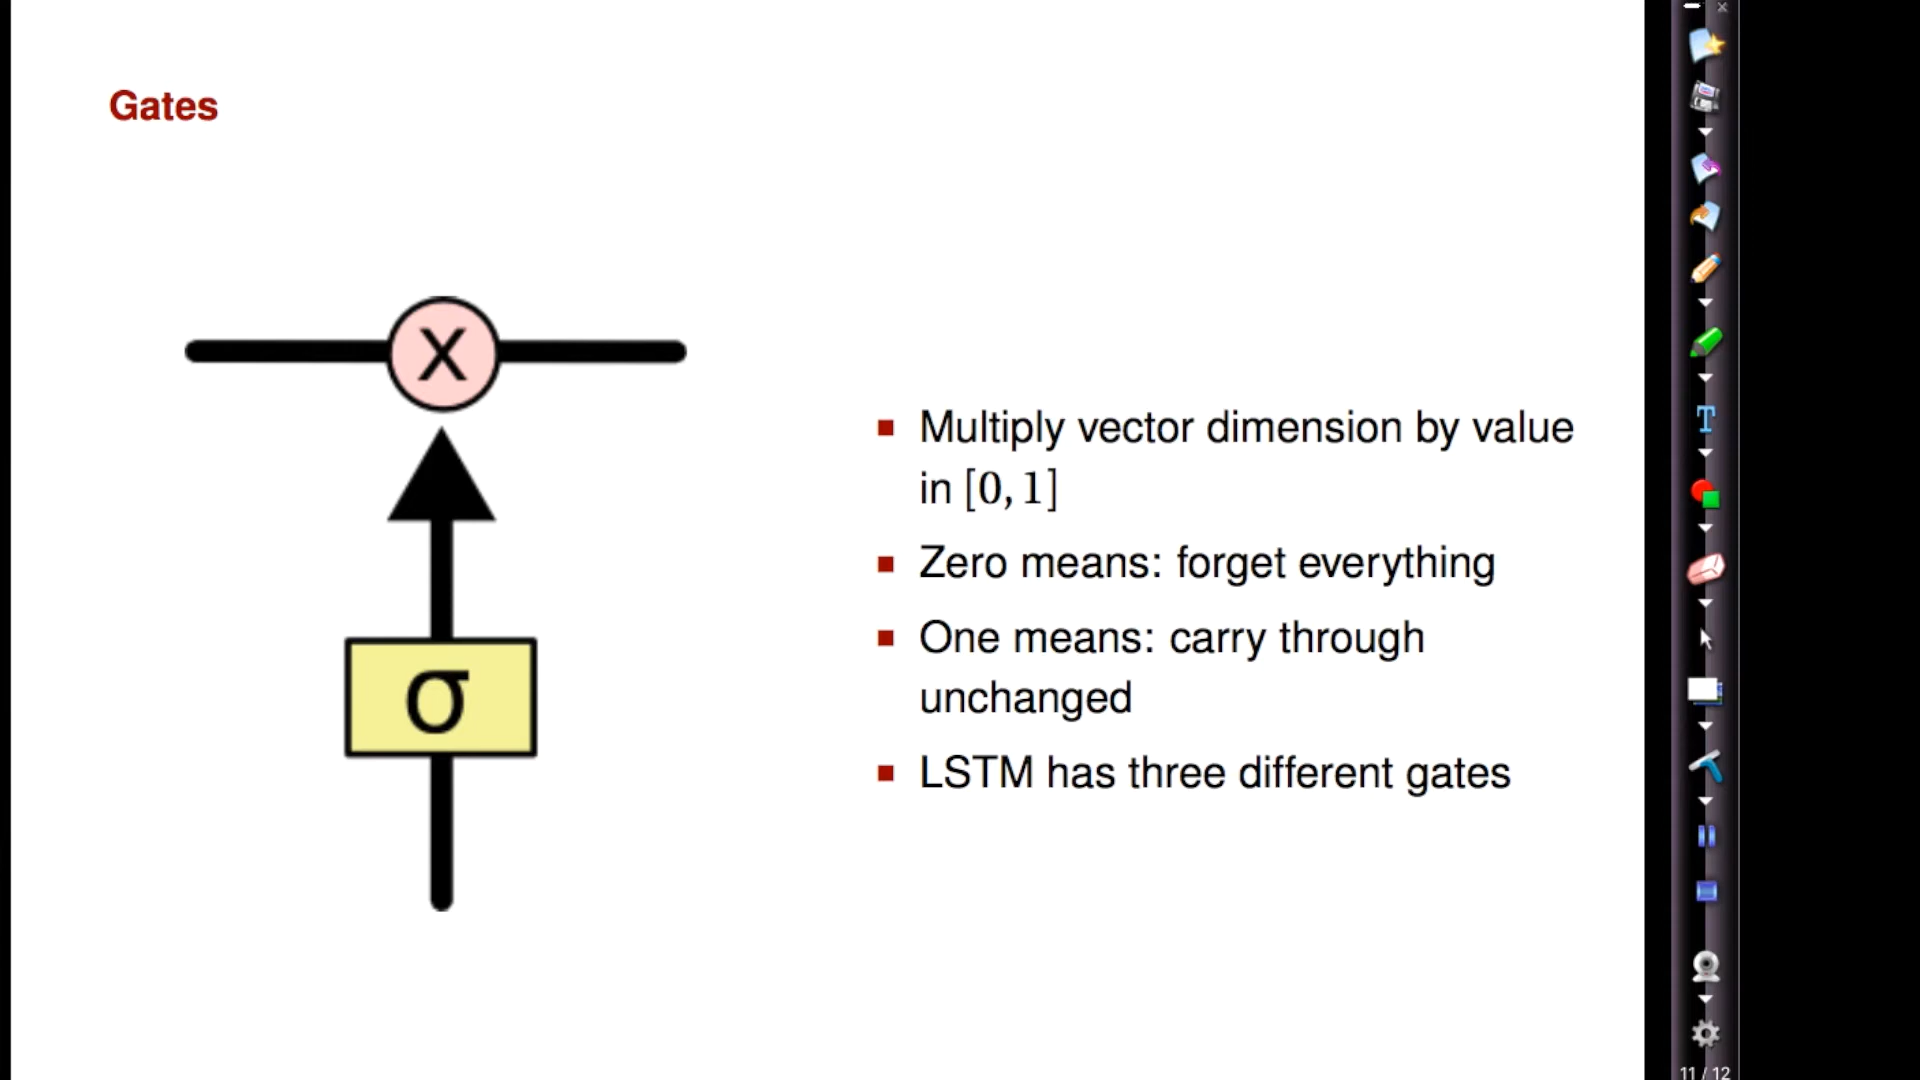 Gates
X
σ
Multiply vector dimension by value
in [0, 1]
Zero means: forget everything
One means: carry through
unchanged
LSTM has three different gates
T
11 / 12